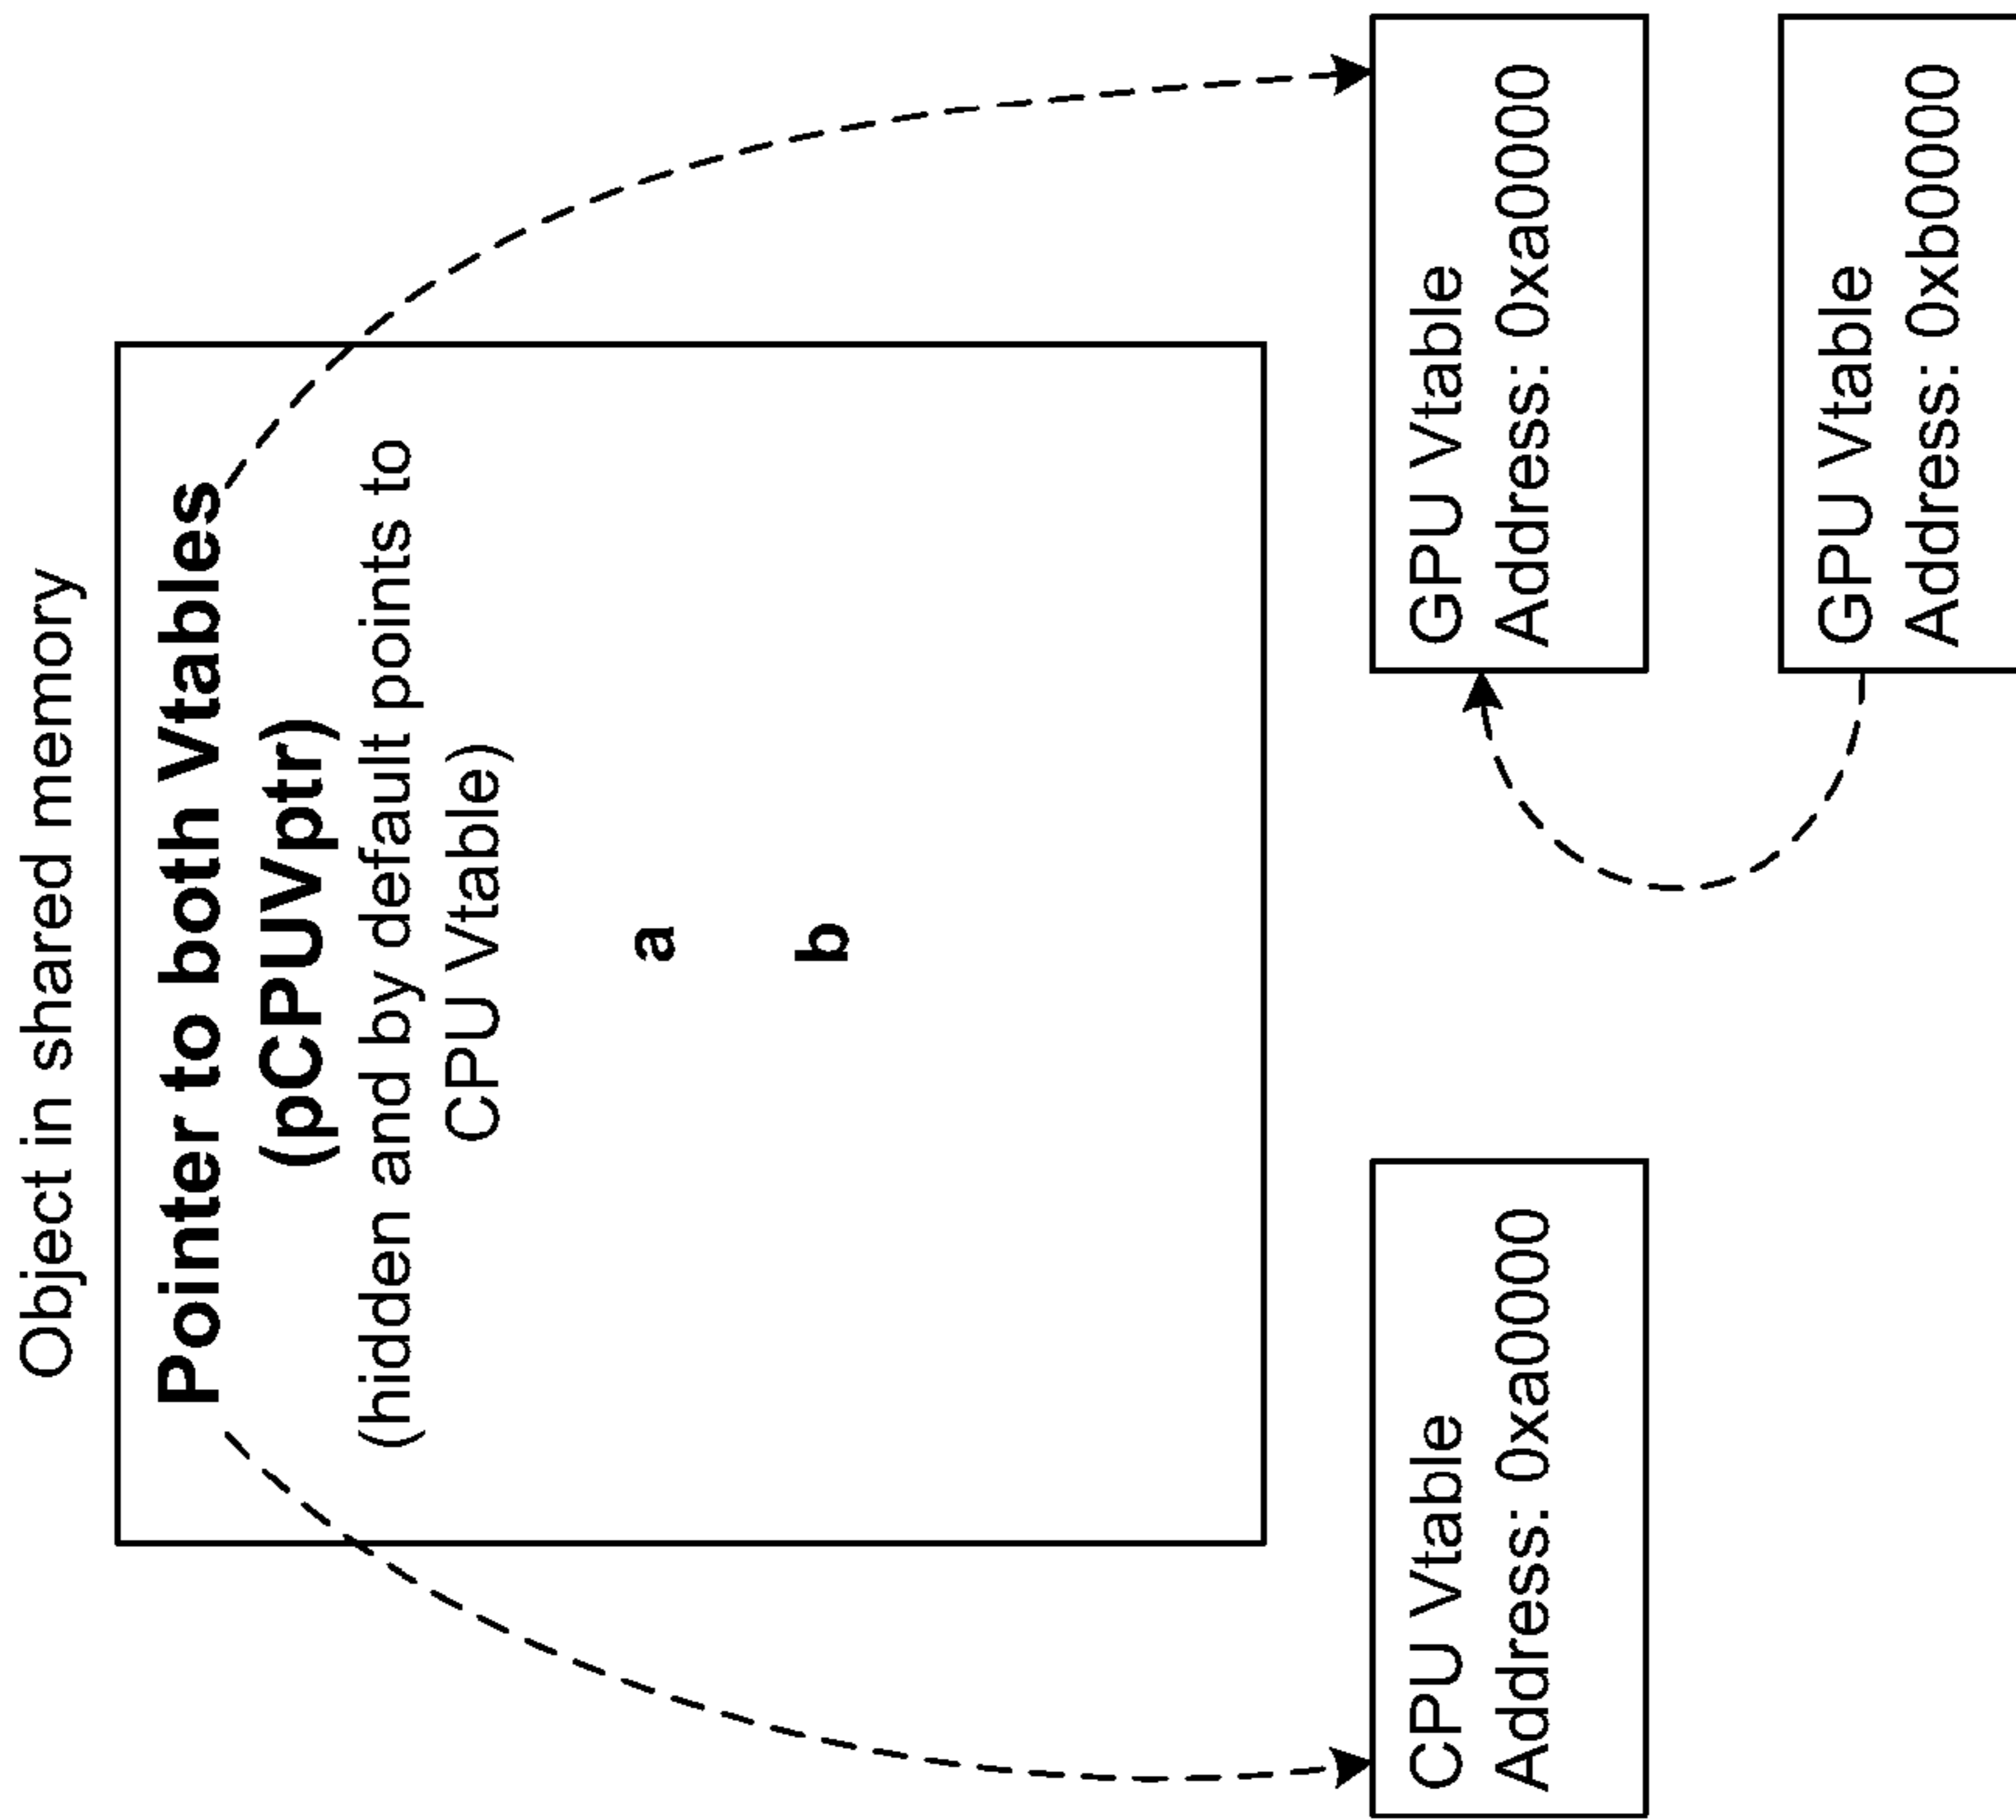 Object in shared memory
Pointer to both Vtables
(pCPUVptr)
(hidden and by default points to
CPU Vtable)
a
b
CPU Vtable
Address: 0xa0000
GPU Vtable
Address: 0xa0000
GPU Vtable
Address: 0xb0000